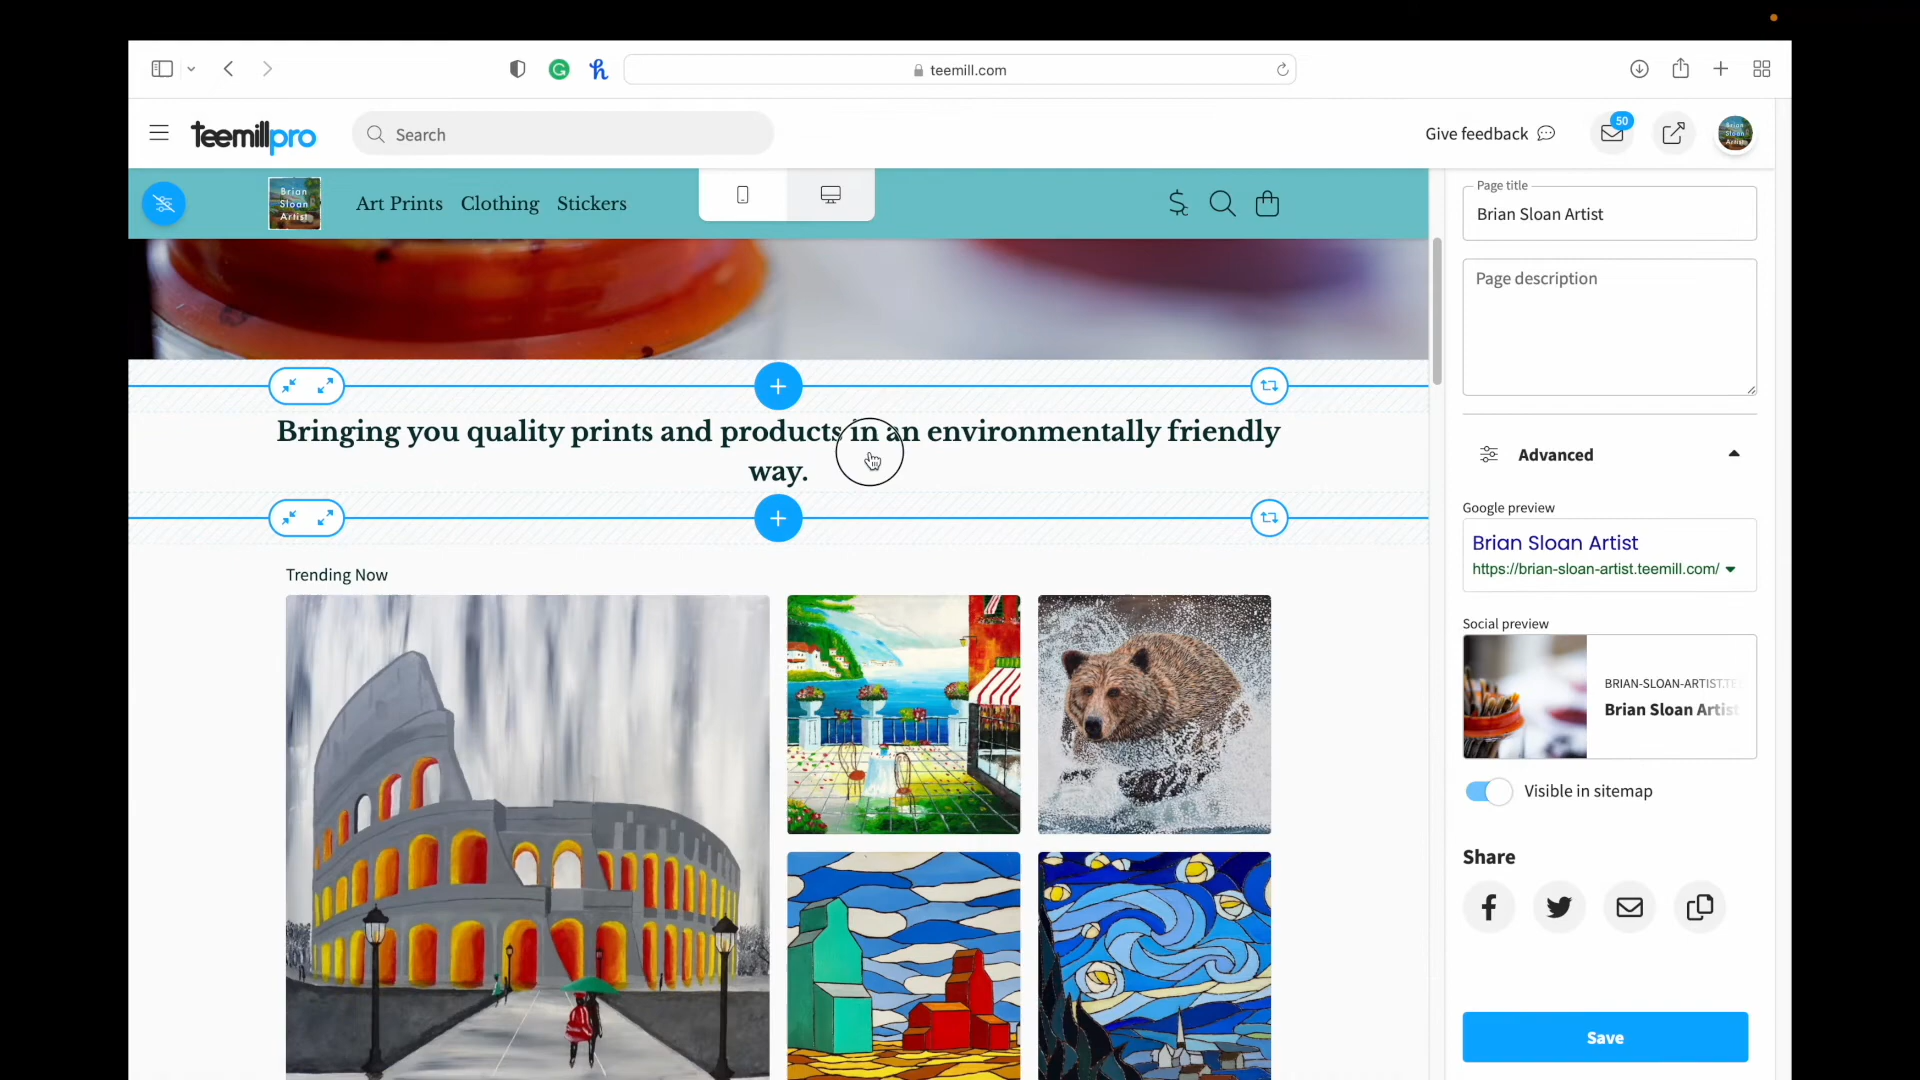 teemill.com
teemillpro
Search
Give feedback
50
Brian
Sloan
Artist
Art Prints
Clothing
Stickers
Page title
Brian Sloan Artist
Page description
Bringing you quality prints and products in an environmentally friendly
way.
Advanced
Google preview
Brian Sloan Artist
https://brian-sloan-artist.teemill.com/
Trending Now
Social preview
BRIAN-SLOAN-ARTIST.TE
Brian Sloan Artist
Visible in sitemap
Share
Save